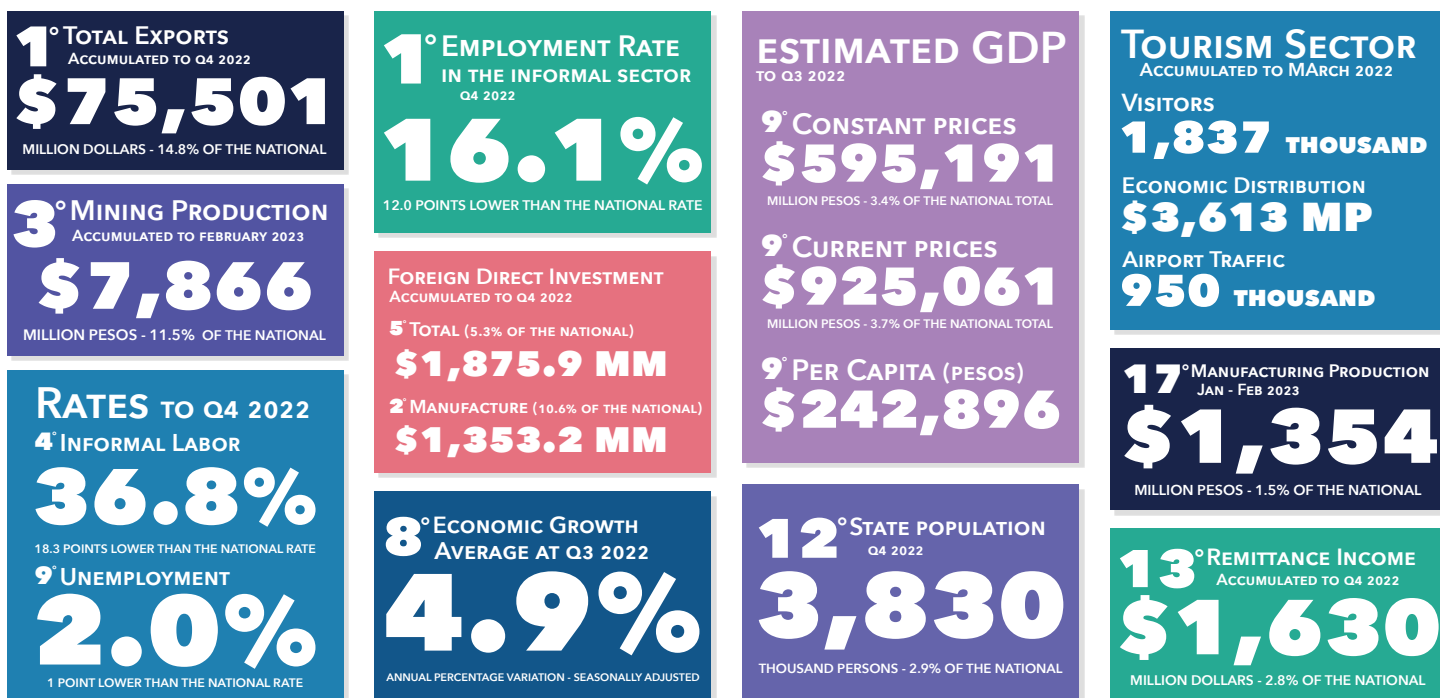 1° Total Exports
Accumulated to Q4 2022
$75,501
MILLION DOLLARS - 14.8% OF THE NATIONAL
3° Mining Production
Accumulated to february 2023
$7,866
MILLION PESOS - 11.5% OF THE NATIONAL
Rates to Q4 2022
4° Informal Labor
36.8%
18.3 POINTS LOWER THAN THE NATIONAL RATE
9° Unemployment
2.0%
1 POINT LOWER THAN THE NATIONAL RATE
1° Employment Rate
in the informal sector
Q4 2022
16.1%
12.0 POINTS LOWER THAN THE NATIONAL RATE
Foreign Direct Investment
Accumulated to Q4 2022
5° Total (5.3% of the national)
$1,875.9 MM
2° Manufacture (10.6% of the national)
$1,353.2 MM
8° Economic Growth
Average at Q3 2022
4.9%
ANNUAL PERCENTAGE VARIATION - SEASONALLY ADJUSTED
estimated GDP
to Q3 2022
9° Constant prices
$595,191
MILLION PESOS - 3.4% OF THE NATIONAL TOTAL
9° Current prices
$925,061
MILLION PESOS - 3.7% OF THE NATIONAL TOTAL
9° Per Capita (pesos)
$242,896
12° State population
Q4 2022
3,830
THOUSAND PERSONS - 2.9% OF THE NATIONAL
Tourism Sector
Accumulated to MArch 2022
Visitors
1,837 thousand
Economic Distribution
$3,613 MP
Airport Traffic
950 thousand
17° Manufacturing Production
Jan - Feb 2023
$1,354
MILLION PESOS - 1.5% OF THE NATIONAL
13° Remittance Income
Accumulated to Q4 2022
$1,630
MILLION DOLLARS - 2.8% OF THE NATIONAL